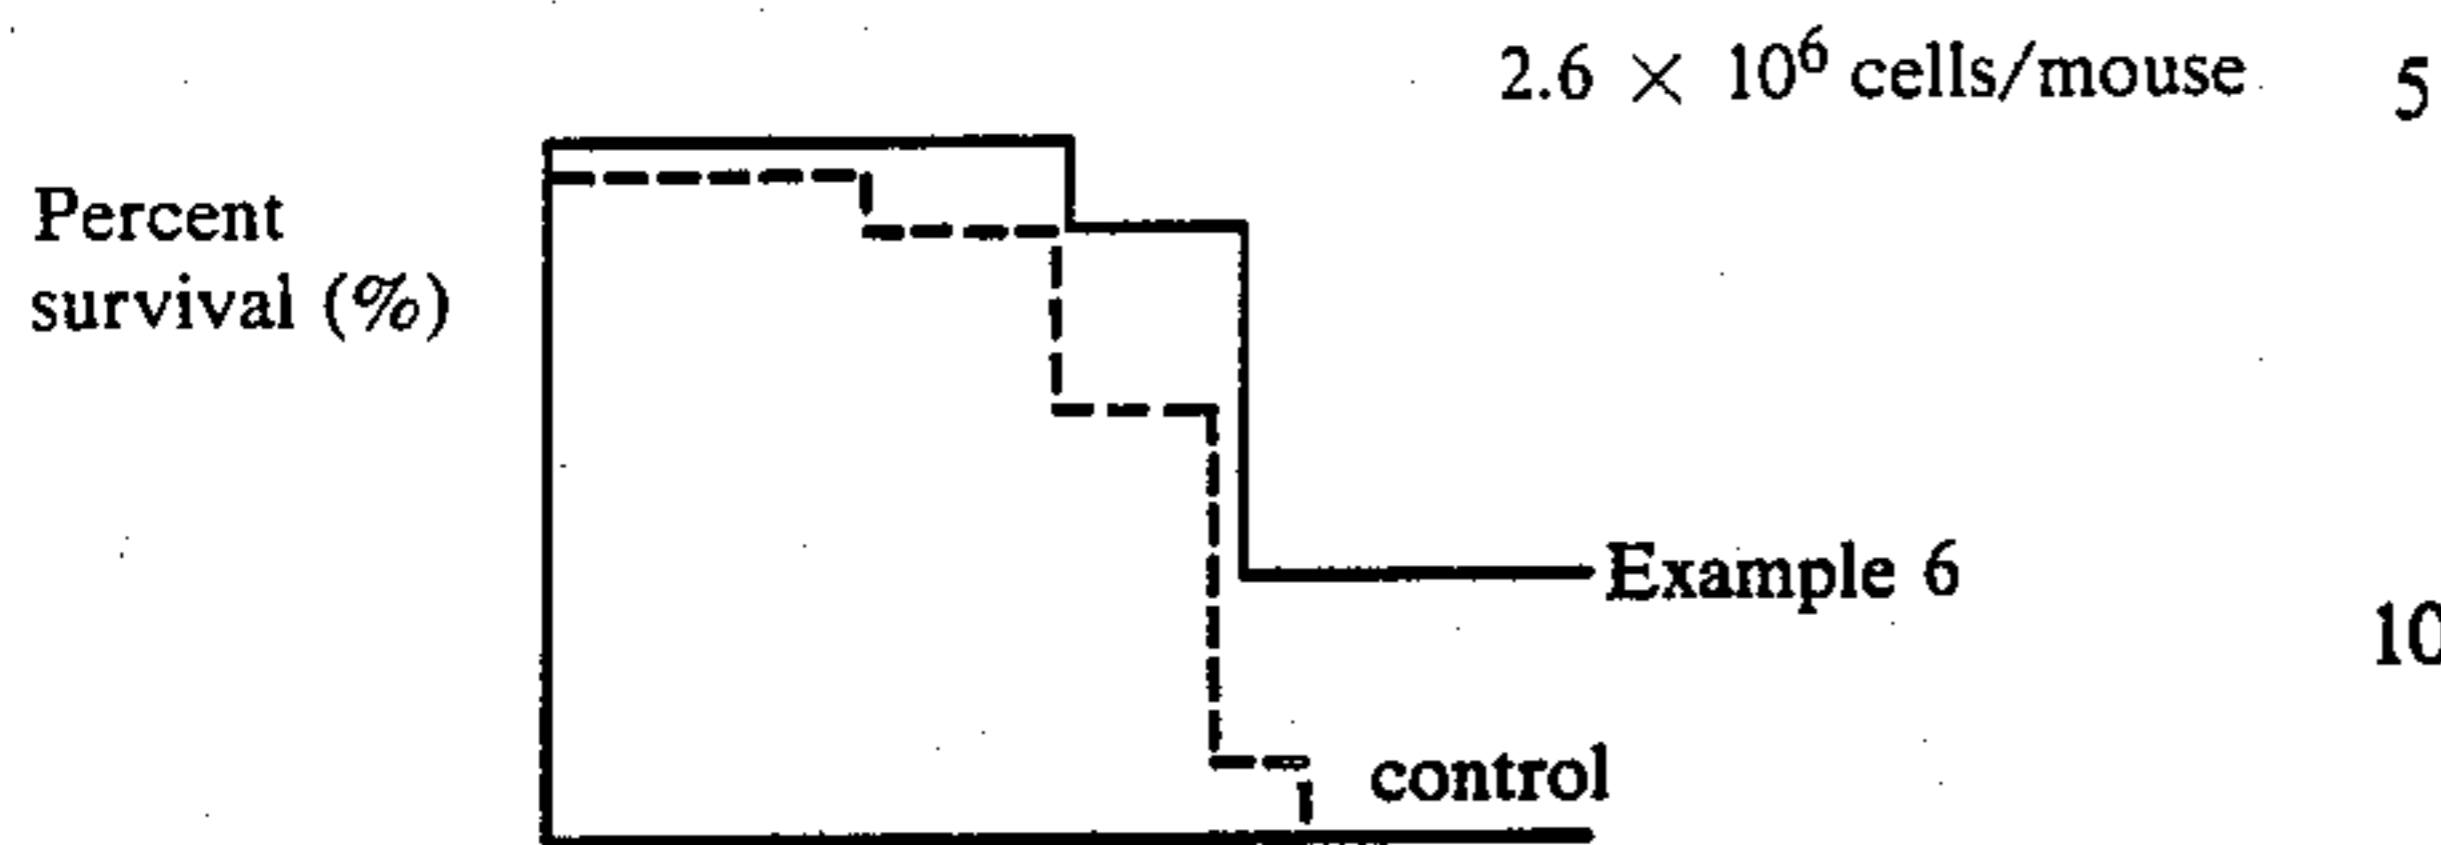 2.6 × 10⁶ cells/mouse
5
Percent
survival (%)
Example 6
10
control